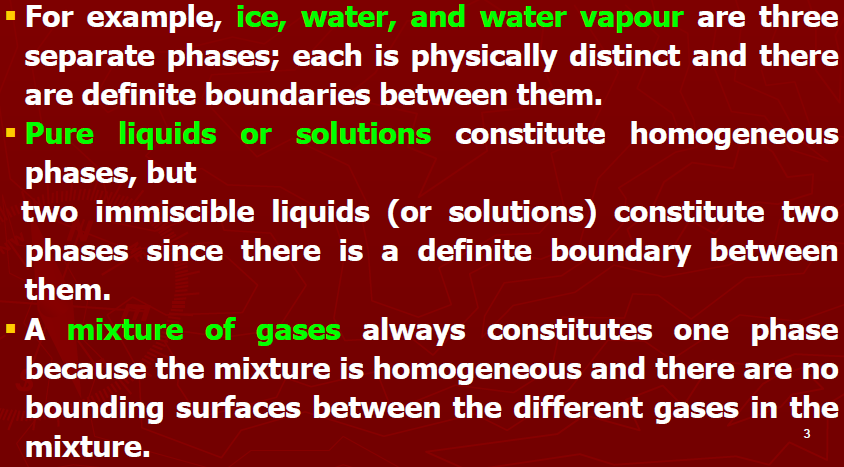 ▪ For example, ice, water, and water vapour are three
separate phases; each is physically distinct and there
are definite boundaries between them.
▪ Pure liquids or solutions constitute homogeneous
phases, but
two immiscible liquids (or solutions) constitute two
phases since there is a definite boundary between
them.
▪ A mixture of gases always constitutes one phase
because the mixture is homogeneous and there are no
bounding surfaces between the different gases in the
mixture.
3